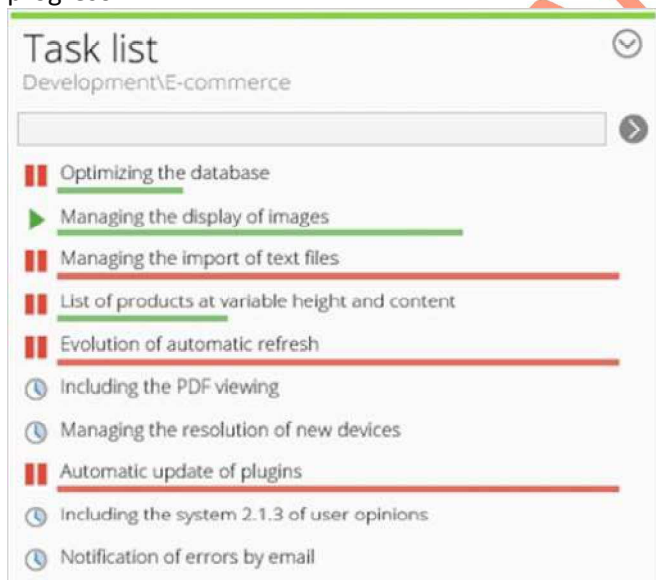 Task list
Development\E-commerce
Optimizing the database
Managing the display of images
Managing the import of text files
List of products at variable height and content
Evolution of automatic refresh
Including the PDF viewing
Managing the resolution of new devices
Automatic update of plugins
Including the system 2.1.3 of user opinions
Notification of errors by email